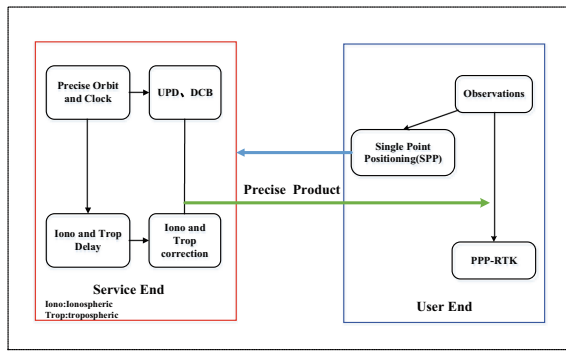 Precise Orbit
and Clock
UPD、DCB
Observations
Single Point
Positioning(SPP)
Precise Product
Iono and Trop
Delay
Iono and
Trop
correction
PPP-RTK
Service End
Iono:Ionospheric
Trop:tropospheric
User End